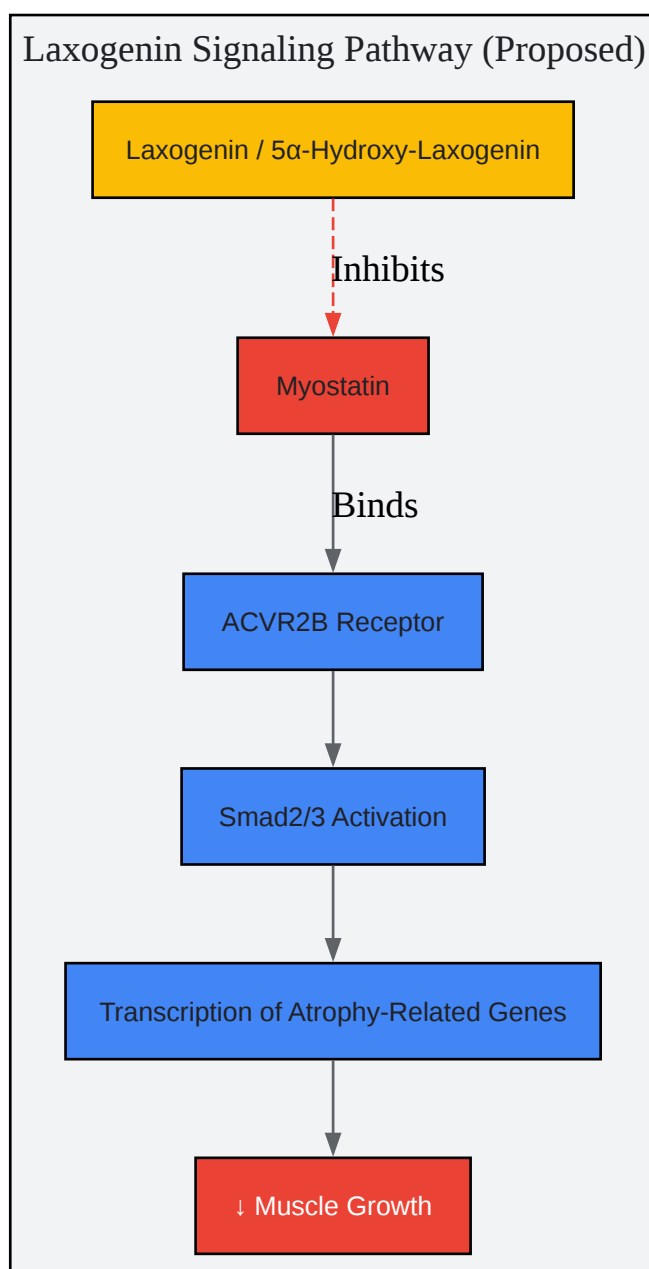 Laxogenin Signaling Pathway (Proposed)
Laxogenin / 5α-Hydroxy-Laxogenin
Inhibits
Myostatin
Binds
ACVR2B Receptor
Smad2/3 Activation
Transcription of Atrophy-Related Genes
↓ Muscle Growth